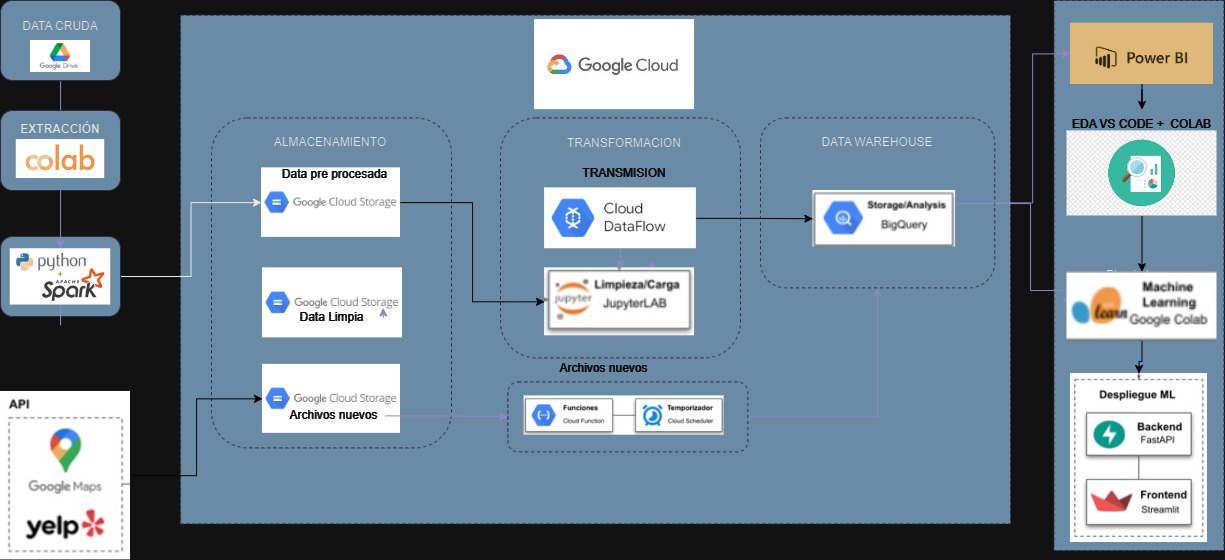 DATA CRUDA
Google Drive
EXTRACCIÓN
colab
python
+
APACHE
Spark
API
Google Maps
yelp
Google Cloud
ALMACENAMIENTO
Data pre procesada
Google Cloud Storage
Google Cloud Storage
Data Limpia
Google Cloud Storage
Archivos nuevos
TRANSFORMACION
TRANSMISION
Cloud
DataFlow
Limpieza/Carga
jupyter
JupyterLAB
Archivos nuevos
Funciones
Cloud Function
Temporizador
Cloud Scheduler
DATA WAREHOUSE
Storage/Analysis
BigQuery
Power BI
EDA VS CODE + COLAB
Machine
Learning
learn
Google Colab
Despliegue ML
Backend
FastAPI
Frontend
Streamlit